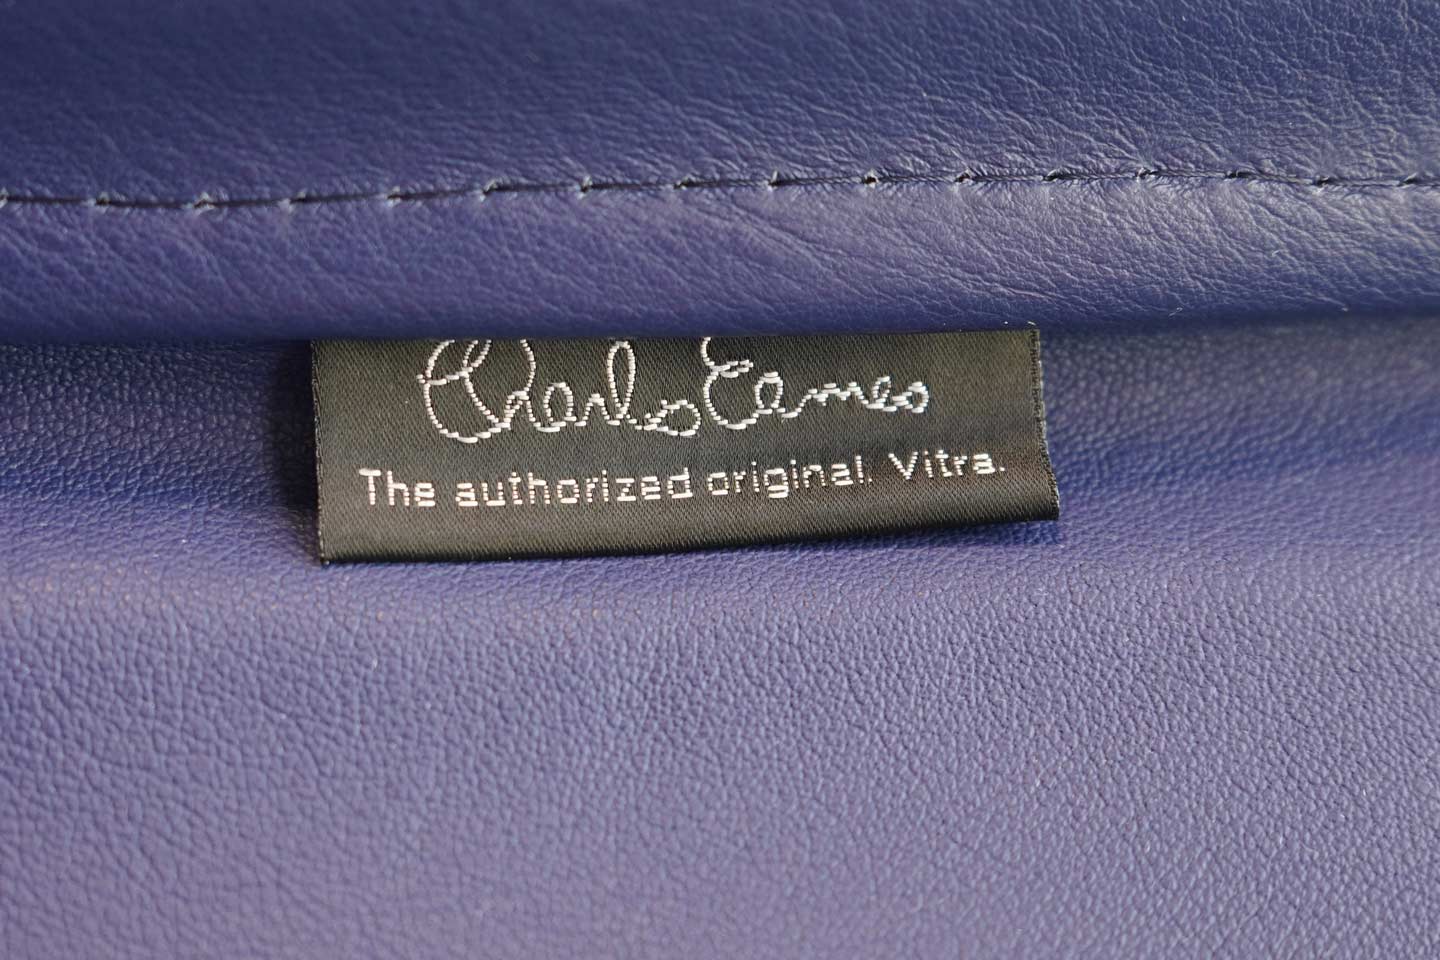 Charles Eames
The authorized original. Vitra.